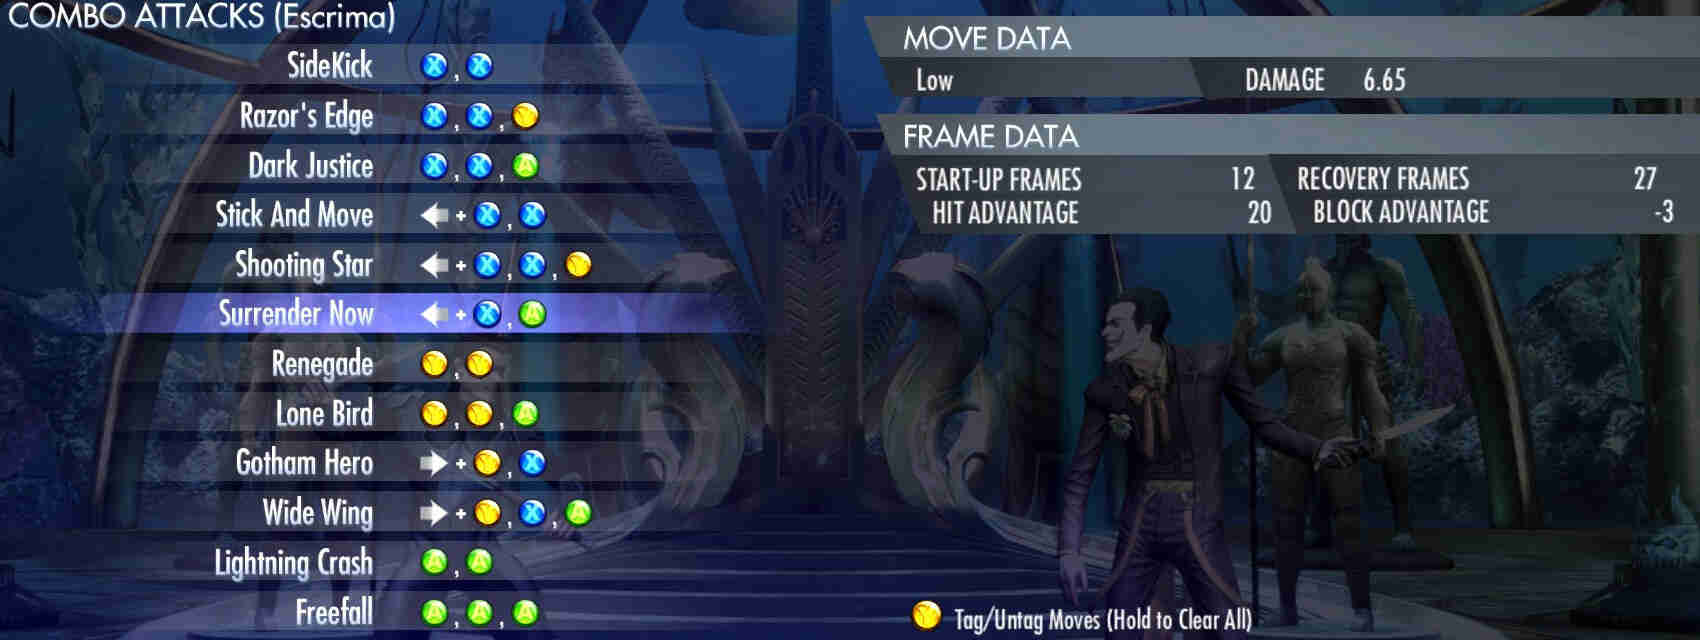 COMBO ATTACKS (Escrima)
SideKick X, X
Razor's Edge X, X, Y
Dark Justice X, X, A
Stick And Move + X, X
Shooting Star + X, X, Y
Surrender Now + X, A
Renegade Y, Y
Lone Bird Y, Y, A
Gotham Hero + Y, X
Wide Wing + Y, X, A
Lightning Crash A, A
Freefall A, A, A
MOVE DATA
Low DAMAGE 6.65
FRAME DATA
START-UP FRAMES 12 RECOVERY FRAMES 27
HIT ADVANTAGE 20 BLOCK ADVANTAGE -3
Y Tag/Untag Moves (Hold to Clear All)